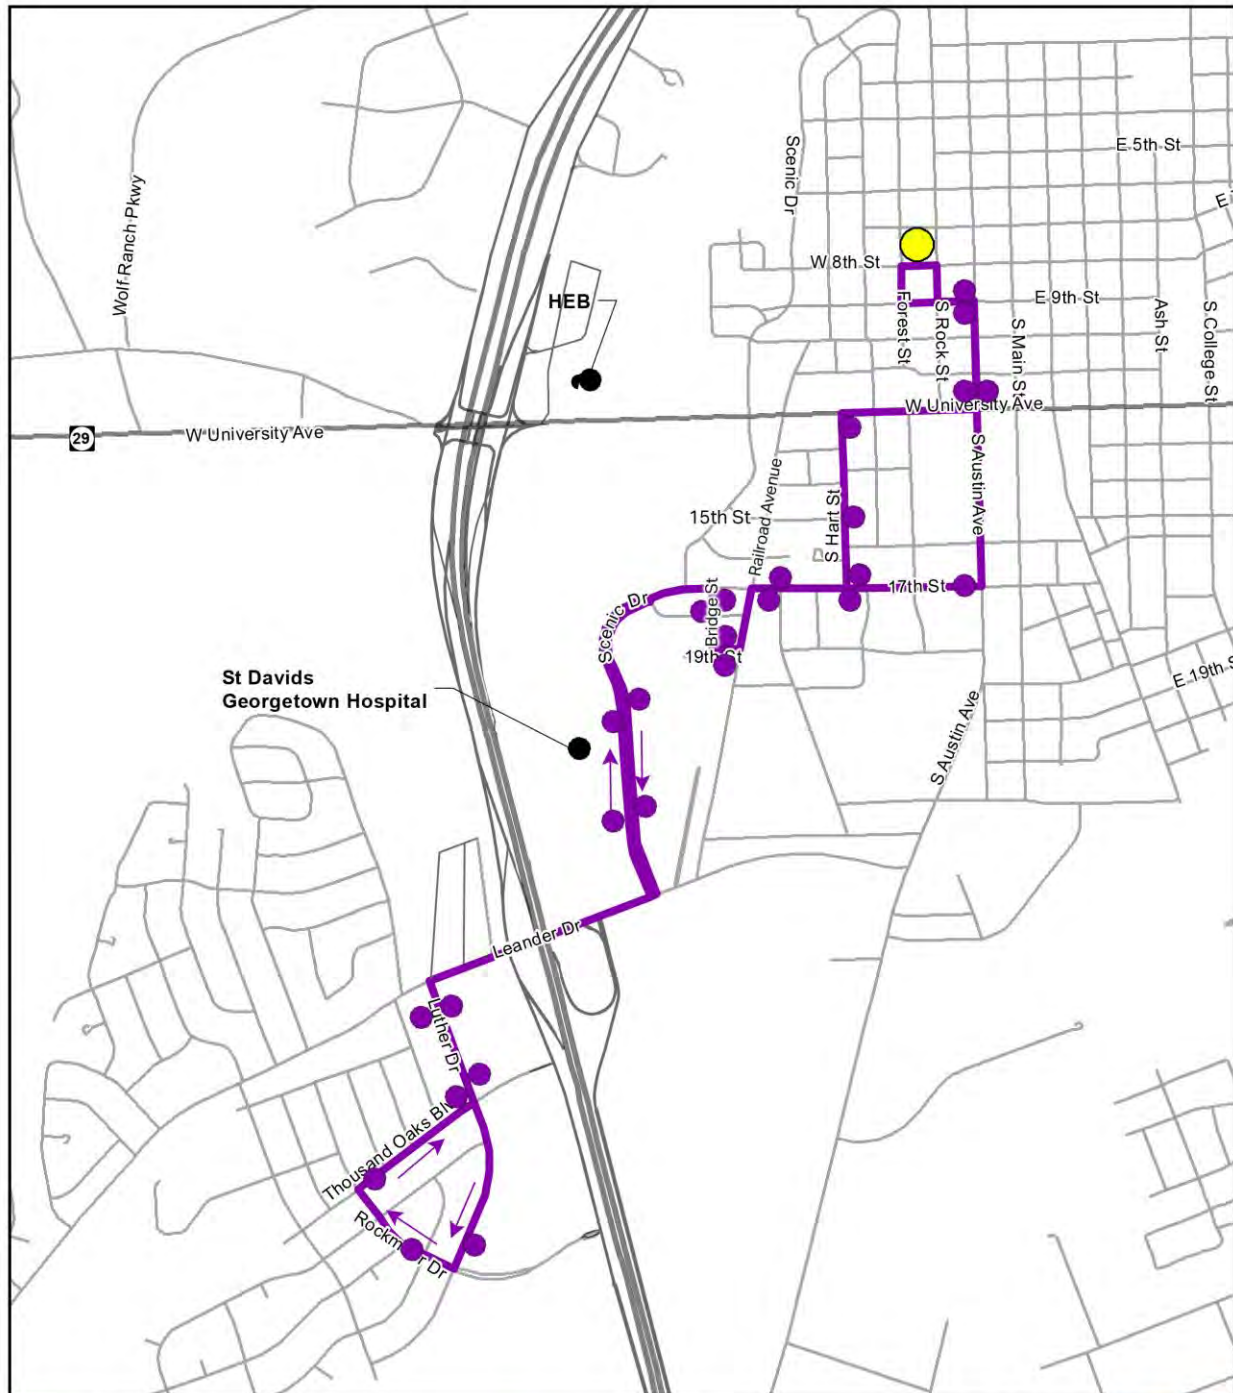 E 5th St
Scenic Dr
E
Wolf Ranch Pkwy
W 8th St
HEB
E 9th St
Forest St
S Rock St
S Main St
Ash St
S College St
W University Ave
29
W University Ave
S Austin Ave
Railroad Avenue
15th St
S Hart St
17th St
Bridge St
Scenic Dr
19th St
E 19th S
St Davids
Georgetown Hospital
S Austin Ave
Leander Dr
Luther Dr
Thousand Oaks Bl
Rockm r Dr